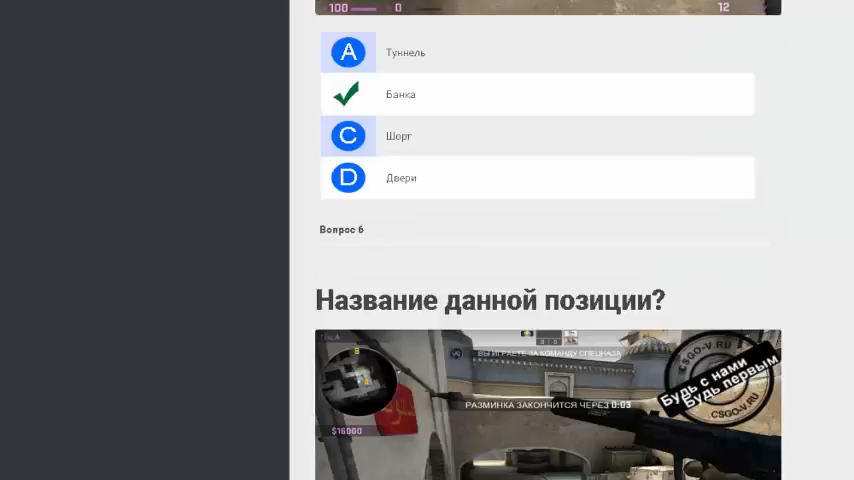 100 0 12
A Туннель
Банка
C Шорт
D Двери
Вопрос 6
Название данной позиции?
ВЫ ИГРАЕТЕ ЗА КОМАНДУ СПЕЦНАЗА
CSGO-V.RU
Будь с нами
Будь первым
CSGO-V.RU
РАЗМИНКА ЗАКОНЧИТСЯ ЧЕРЕЗ 0:03
$16000